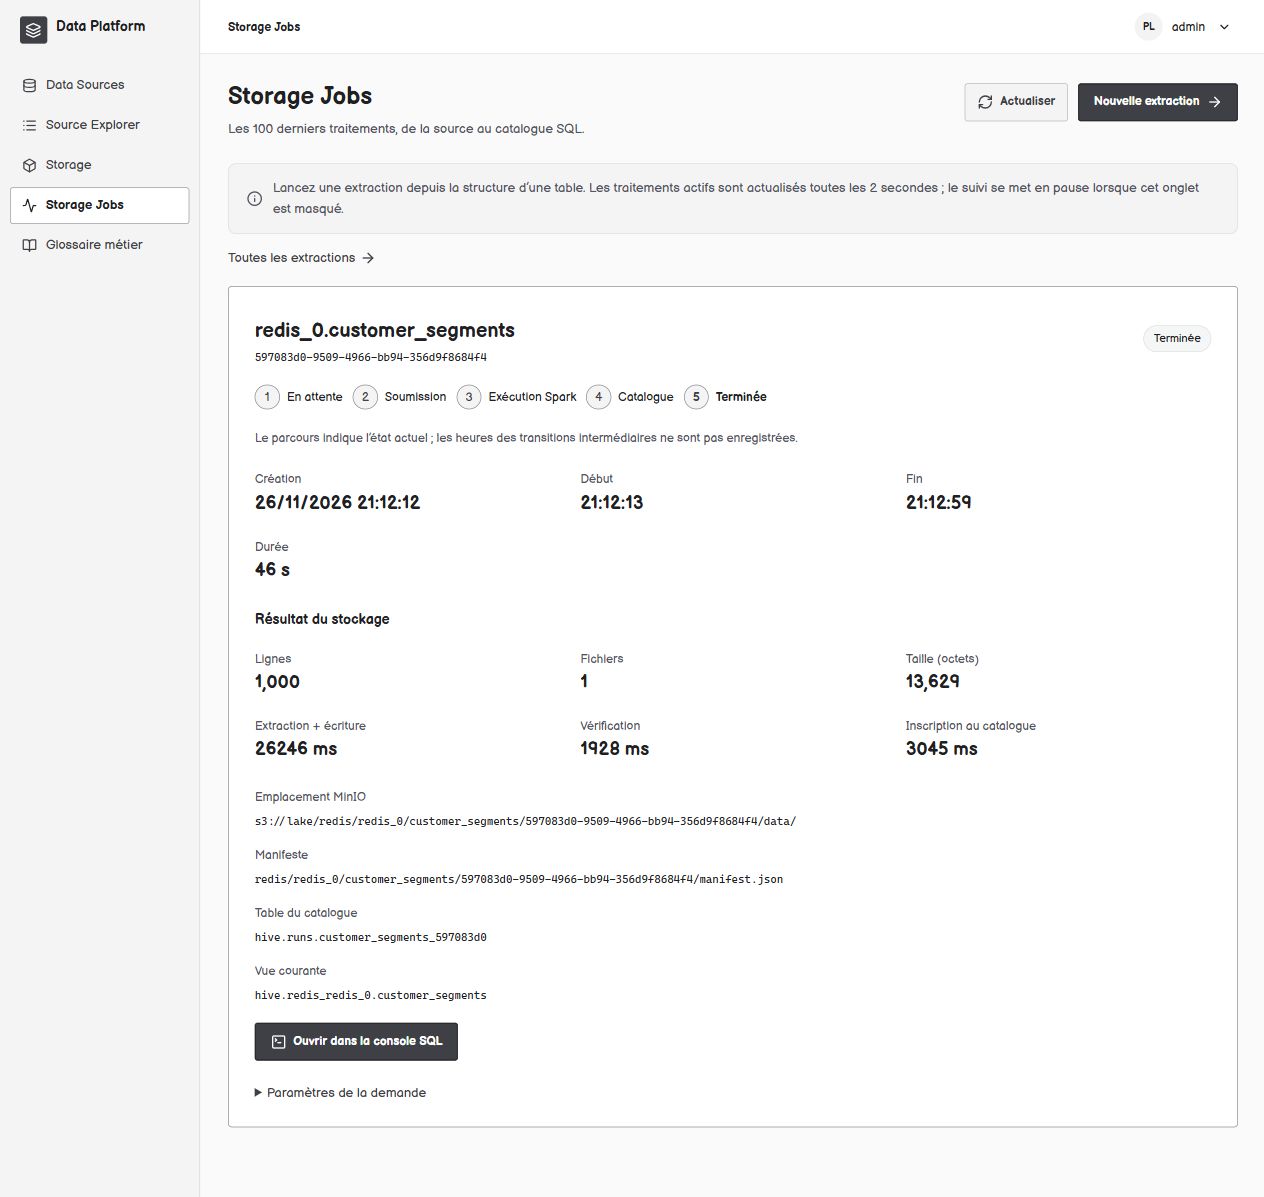 Data Platform
Storage Jobs
PL admin
Data Sources
Source Explorer
Storage
Storage Jobs
Glossaire métier
Storage Jobs
Les 100 derniers traitements, de la source au catalogue SQL.
Actualiser
Nouvelle extraction
Lancez une extraction depuis la structure d’une table. Les traitements actifs sont actualisés toutes les 2 secondes ; le suivi se met en pause lorsque cet onglet
est masqué.
Toutes les extractions
redis_0.customer_segments
597083d0-9509-4966-bb94-356d9f8684f4
Terminée
1 En attente 2 Soumission 3 Exécution Spark 4 Catalogue 5 Terminée
Le parcours indique l’état actuel ; les heures des transitions intermédiaires ne sont pas enregistrées.
Création Début Fin
26/11/2026 21:12:12 21:12:13 21:12:59
Durée
46 s
Résultat du stockage
Lignes Fichiers Taille (octets)
1,000 1 13,629
Extraction + écriture Vérification Inscription au catalogue
26246 ms 1928 ms 3045 ms
Emplacement MinIO
s3://lake/redis/redis_0/customer_segments/597083d0-9509-4966-bb94-356d9f8684f4/data/
Manifeste
redis/redis_0/customer_segments/597083d0-9509-4966-bb94-356d9f8684f4/manifest.json
Table du catalogue
hive.runs.customer_segments_597083d0
Vue courante
hive.redis_redis_0.customer_segments
Ouvrir dans la console SQL
Paramètres de la demande